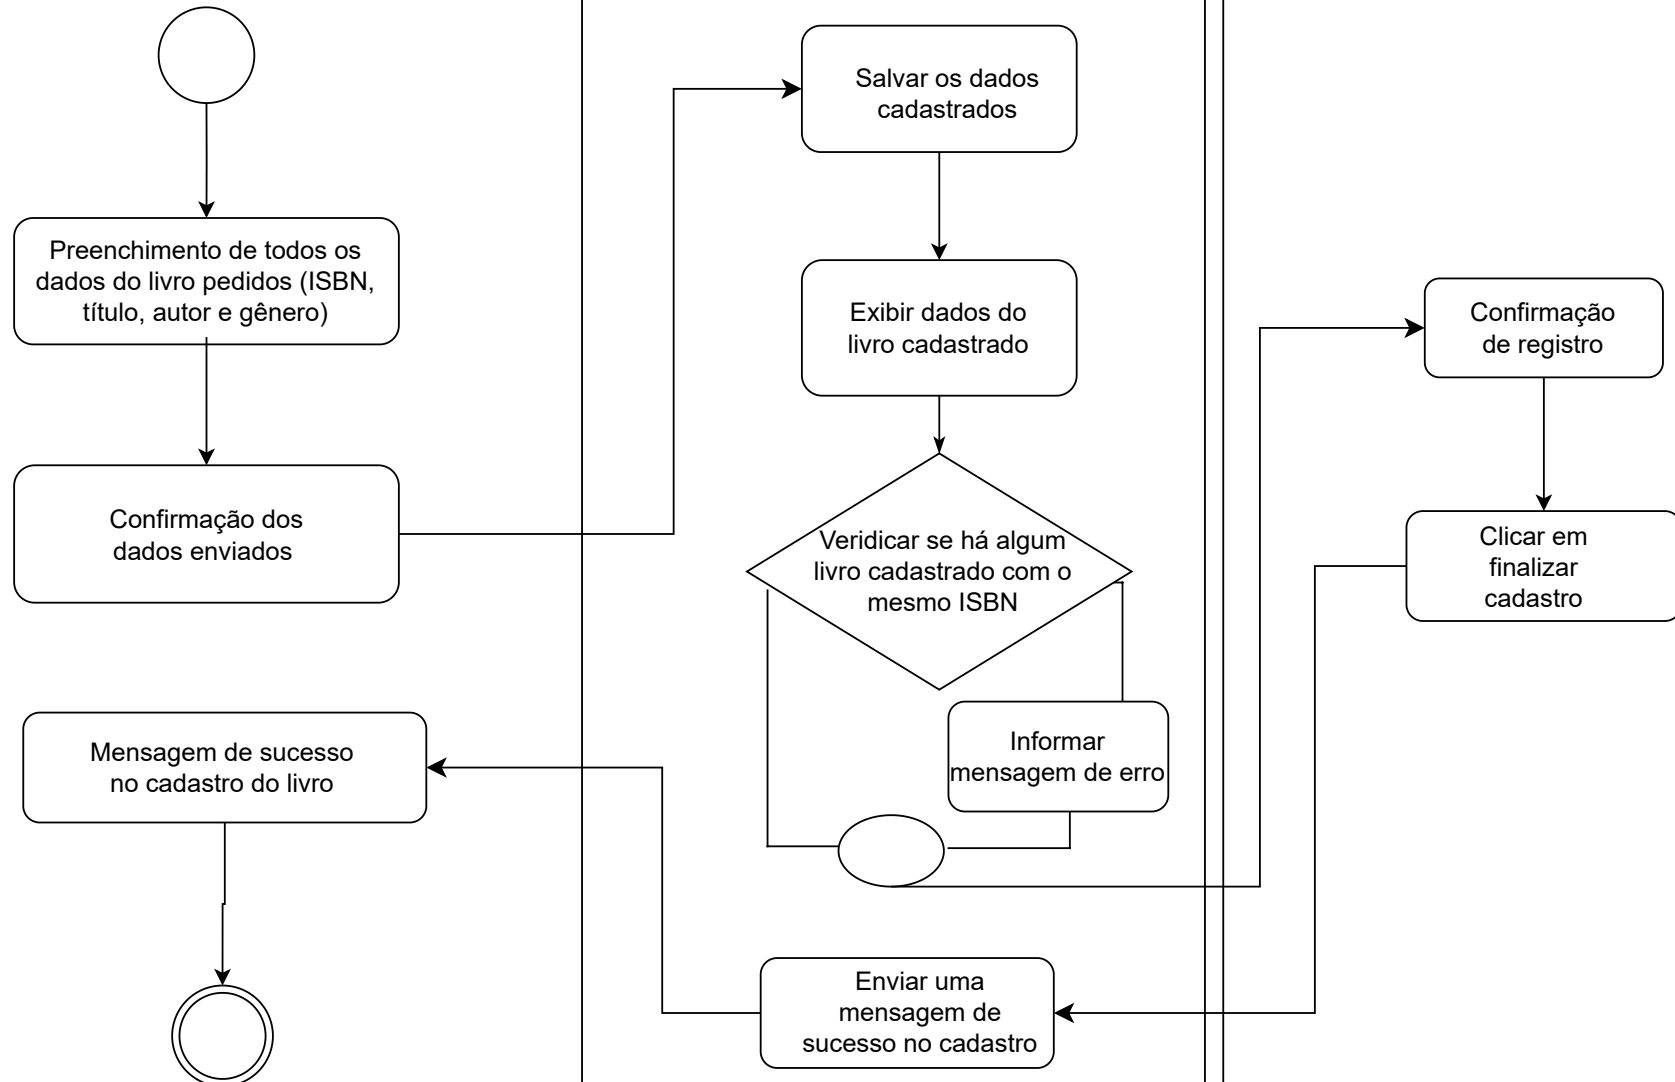 Preenchimento de todos os
dados do livro pedidos (ISBN,
título, autor e gênero)
Confirmação dos
dados enviados
Salvar os dados
cadastrados
Exibir dados do
livro cadastrado
Veridicar se há algum
livro cadastrado com o
mesmo ISBN
Informar
mensagem de erro
Confirmação
de registro
Clicar em
finalizar
cadastro
Enviar uma
mensagem de
sucesso no cadastro
Mensagem de sucesso
no cadastro do livro